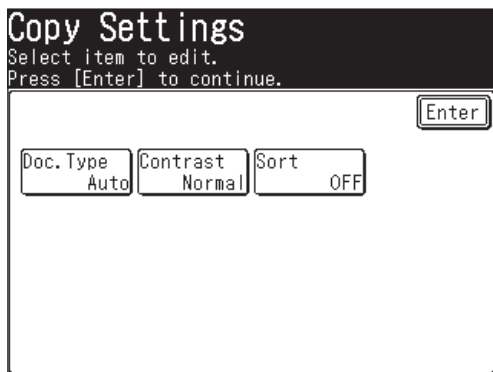 Copy Settings
Select item to edit.
Press [Enter] to continue.
Enter
Doc.Type Contrast Sort
Auto Normal OFF